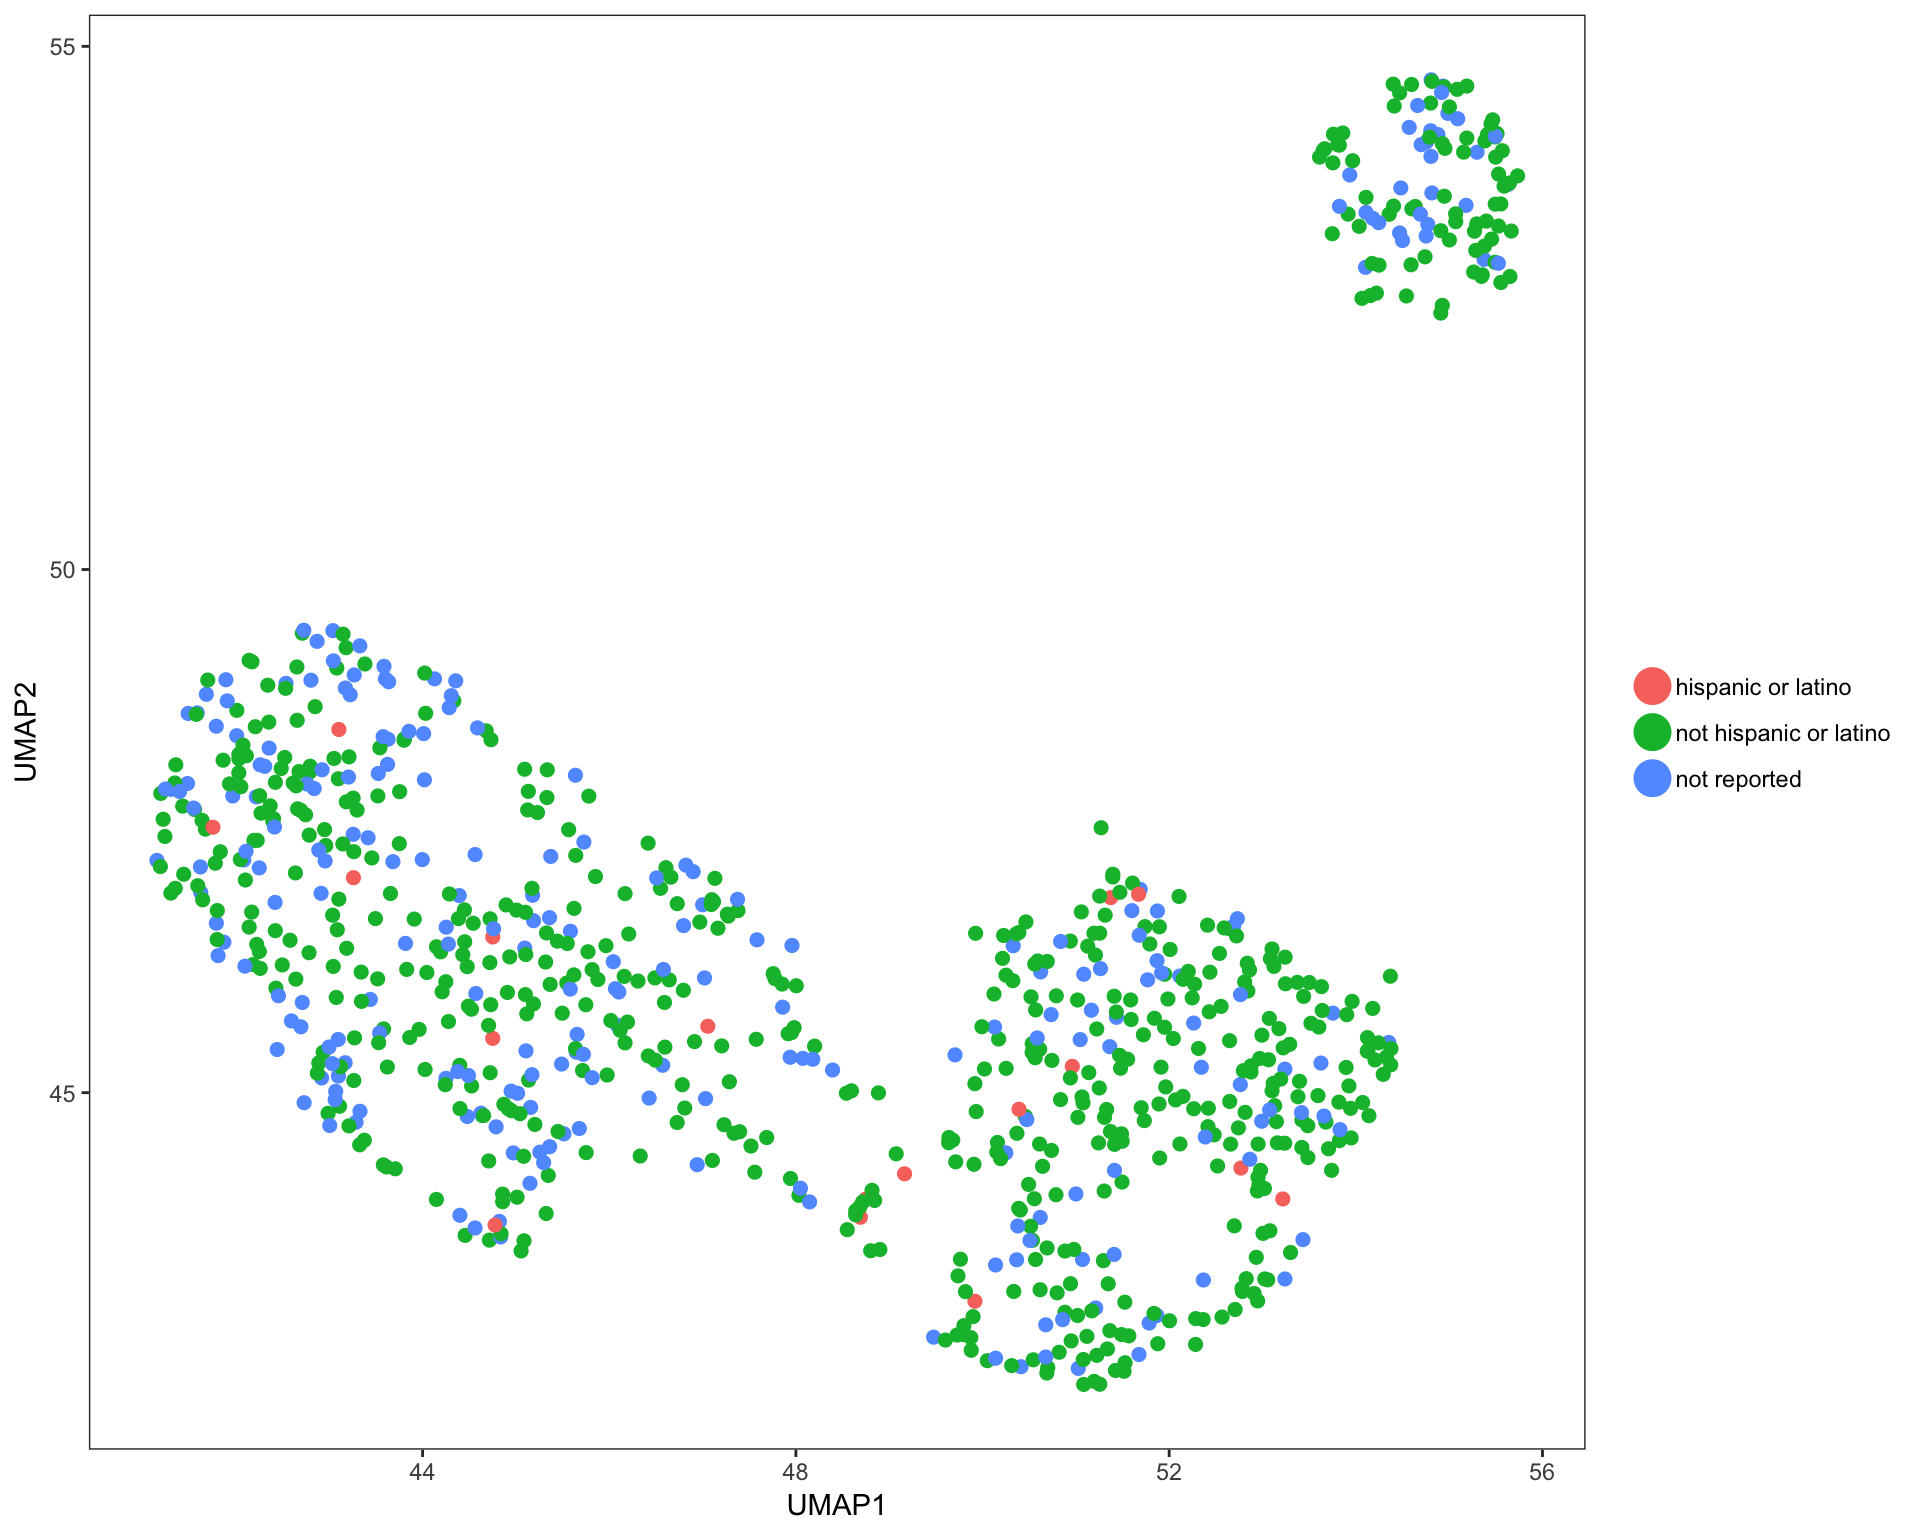 55
50
45
UMAP2
44
48
52
56
UMAP1
hispanic or latino
not hispanic or latino
not reported